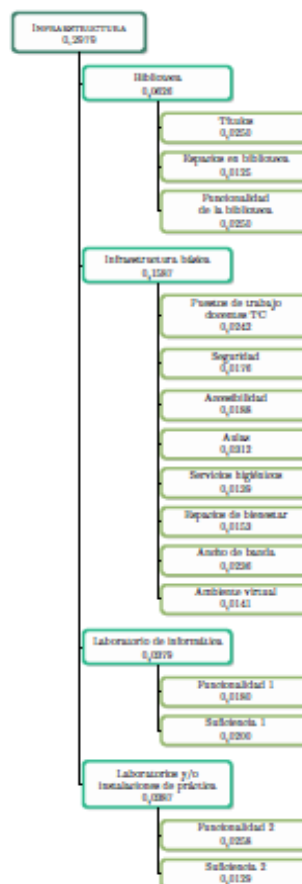 INFRAESTRUCTURA
0,2979
Biblioteca
0,0626
Títulos
0,0250
Espacios en biblioteca
0,0125
Funcionalidad
de la biblioteca
0,0250
Infraestructura básica
0,1587
Puestos de trabajo
docentes TC
0,0242
Seguridad
0,0176
Accesibilidad
0,0188
Aulas
0,0312
Servicios higiénicos
0,0139
Espacios de bienestar
0,0153
Ancho de banda
0,0236
Ambiente virtual
0,0141
Laboratorio de informática
0,0379
Funcionalidad 1
0,0180
Suficiencia 1
0,0200
Laboratorios y/o
instalaciones de práctica
0,0387
Funcionalidad 2
0,0258
Suficiencia 2
0,0129